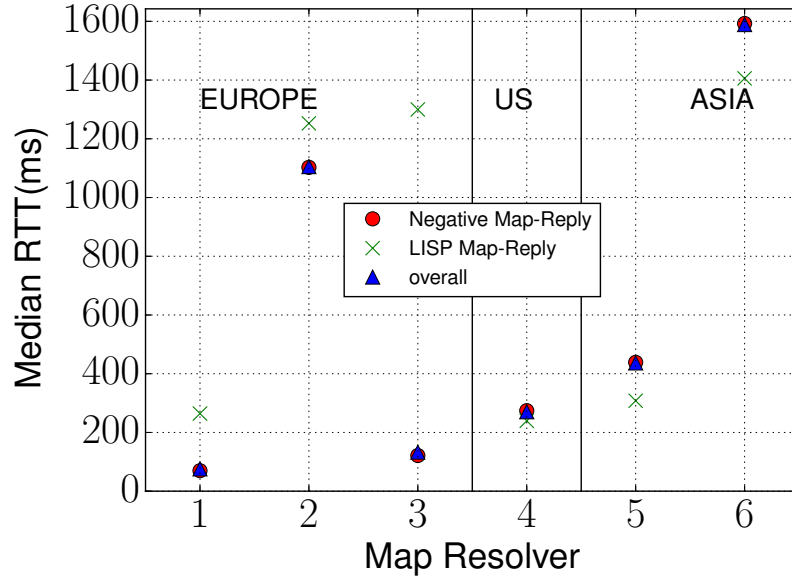 1600
1400
1200
1000
800
600
400
200
0
Median RTT(ms)
EUROPE
US
ASIA
Negative Map-Reply
LISP Map-Reply
overall
1 2 3 4 5 6
Map Resolver